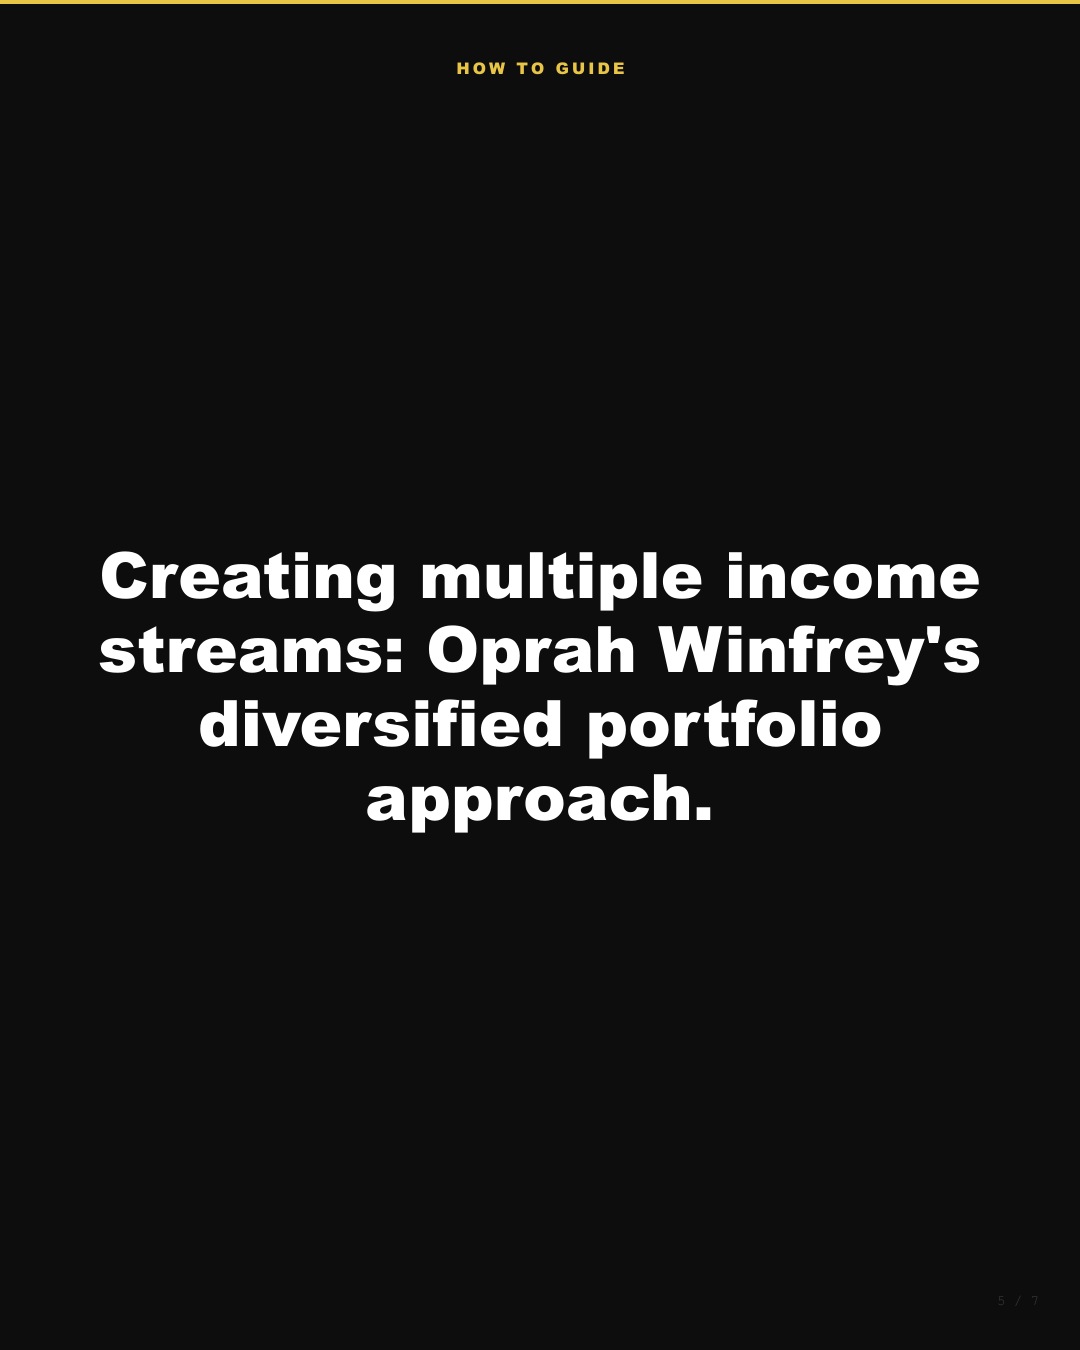 HOW TO GUIDE
Creating multiple income
streams: Oprah Winfrey's
diversified portfolio
approach.
5 / 7